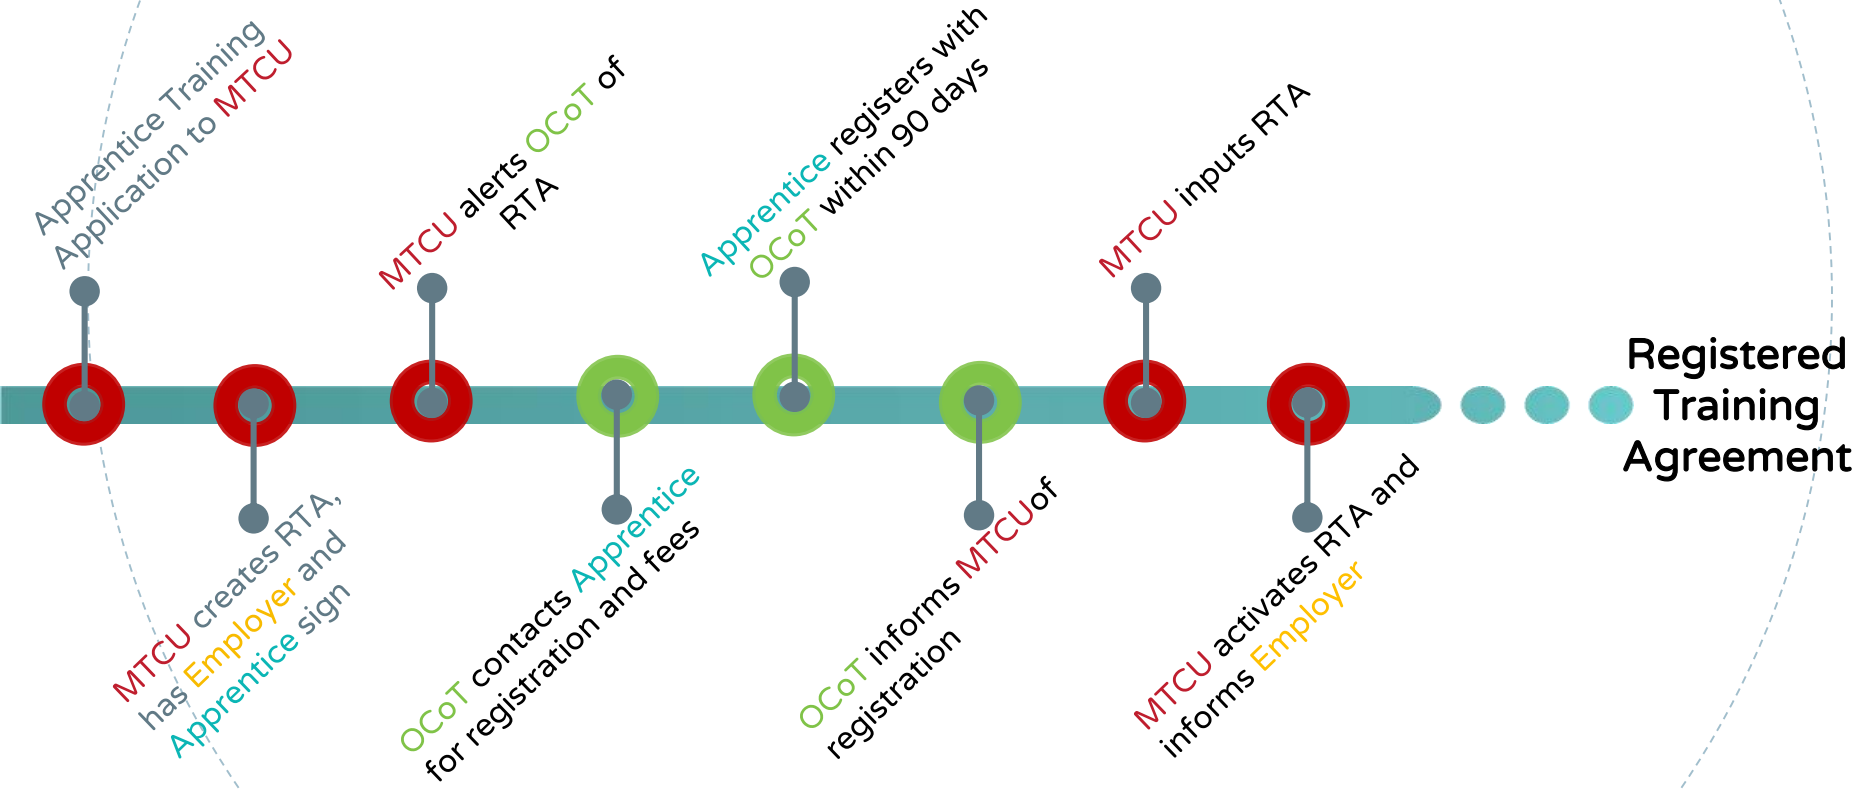 Apprentice Training
Application to MTCU
MTCU creates RTA,
has Employer and
Apprentice sign
MTCU alerts OCoT of
RTA
OCoT contacts Apprentice
for registration and fees
Apprentice registers with
OCoT within 90 days
OCoT informs MTCUof
registration
MTCU inputs RTA
MTCU activates RTA and
informs Employer
Registered
Training
Agreement